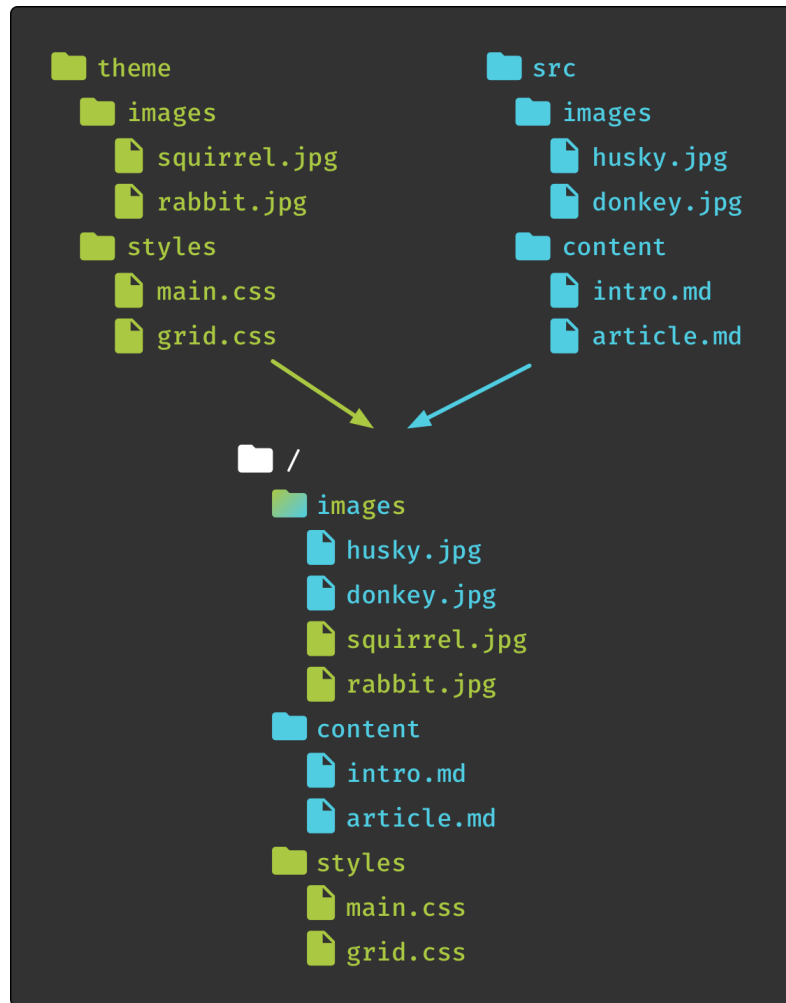 theme
images
squirrel.jpg
rabbit.jpg
styles
main.css
grid.css
src
images
husky.jpg
donkey.jpg
content
intro.md
article.md
/
images
husky.jpg
donkey.jpg
squirrel.jpg
rabbit.jpg
content
intro.md
article.md
styles
main.css
grid.css